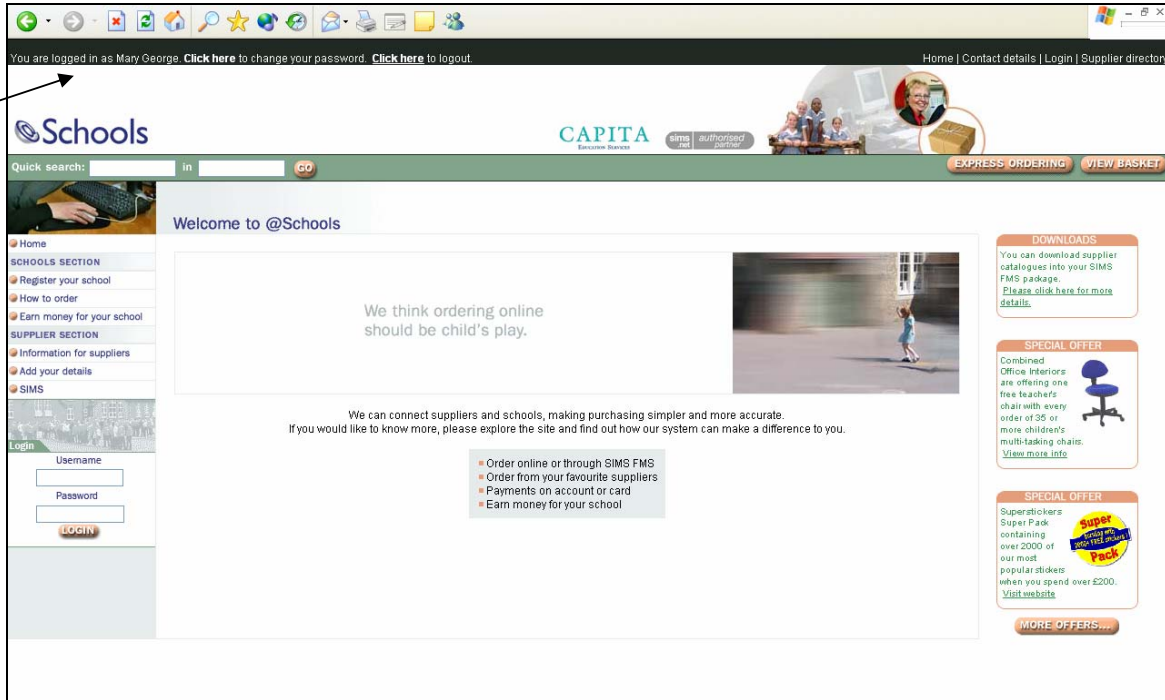 You are logged in as Mary George. Click here to change your password. Click here to logout.
Home | Contact details | Login | Supplier director
@Schools
CAPITA
EDUCATION SERVICES
sims .net authorised partner
Quick search: in GO
EXPRESS ORDERING VIEW BASKET
Welcome to @Schools
Home
SCHOOLS SECTION
Register your school
How to order
Earn money for your school
SUPPLIER SECTION
Information for suppliers
Add your details
SIMS
Login
Username
Password
LOGIN
We think ordering online
should be child's play.
We can connect suppliers and schools, making purchasing simpler and more accurate.
If you would like to know more, please explore the site and find out how our system can make a difference to you.
Order online or through SIMS FMS
Order from your favourite suppliers
Payments on account or card
Earn money for your school
DOWNLOADS
You can download supplier
catalogues into your SIMS
FMS package.
Please click here for more
details.
SPECIAL OFFER
Combined
Office Interiors
are offering one
free teacher's
chair with every
order of 35 or
more children's
multi-tasking chairs.
View more info
SPECIAL OFFER
Superstickers
Super Pack
containing
over 2000 of
our most
popular stickers
when you spend over £200.
Visit website
Super
Pack
MORE OFFERS...